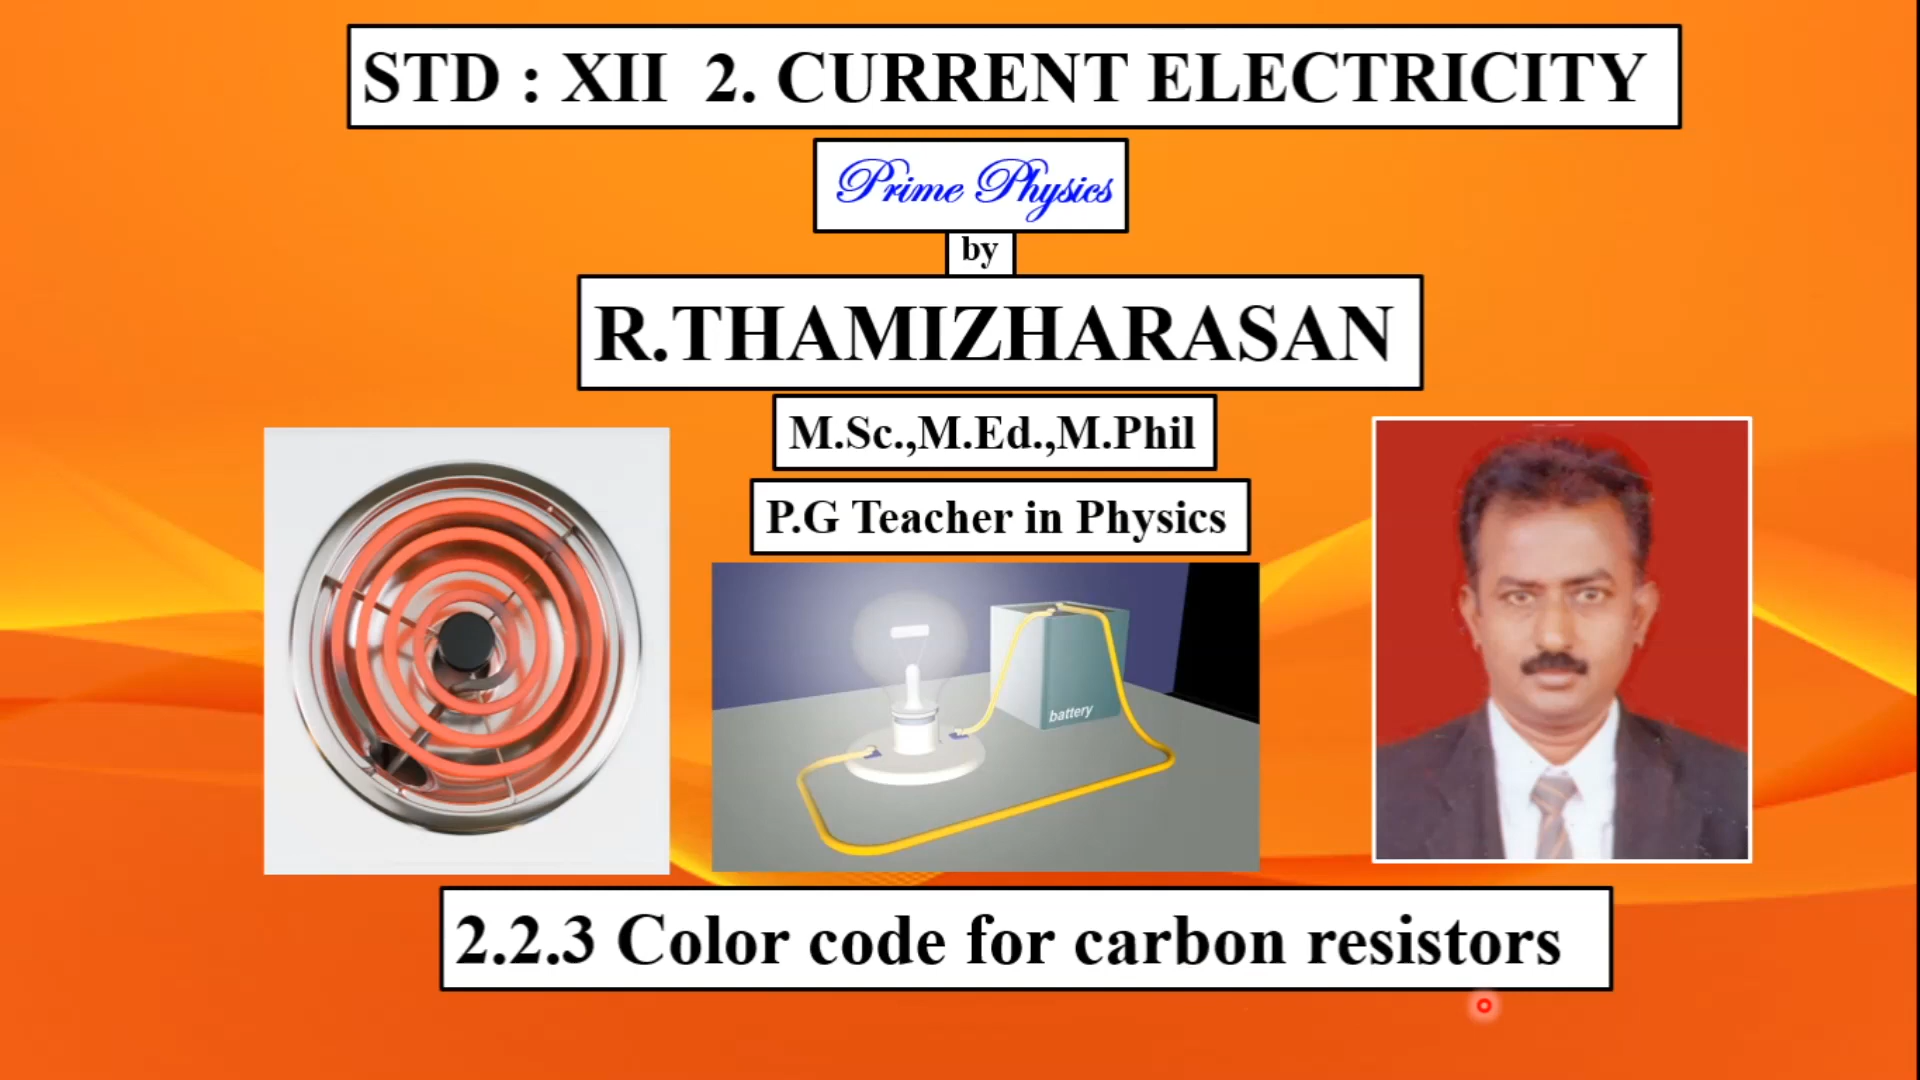 STD : XII  2. CURRENT ELECTRICITY
Prime Physics
by
R.THAMIZHARASAN
M.Sc.,M.Ed.,M.Phil
P.G Teacher in Physics
battery
2.2.3 Color code for carbon resistors